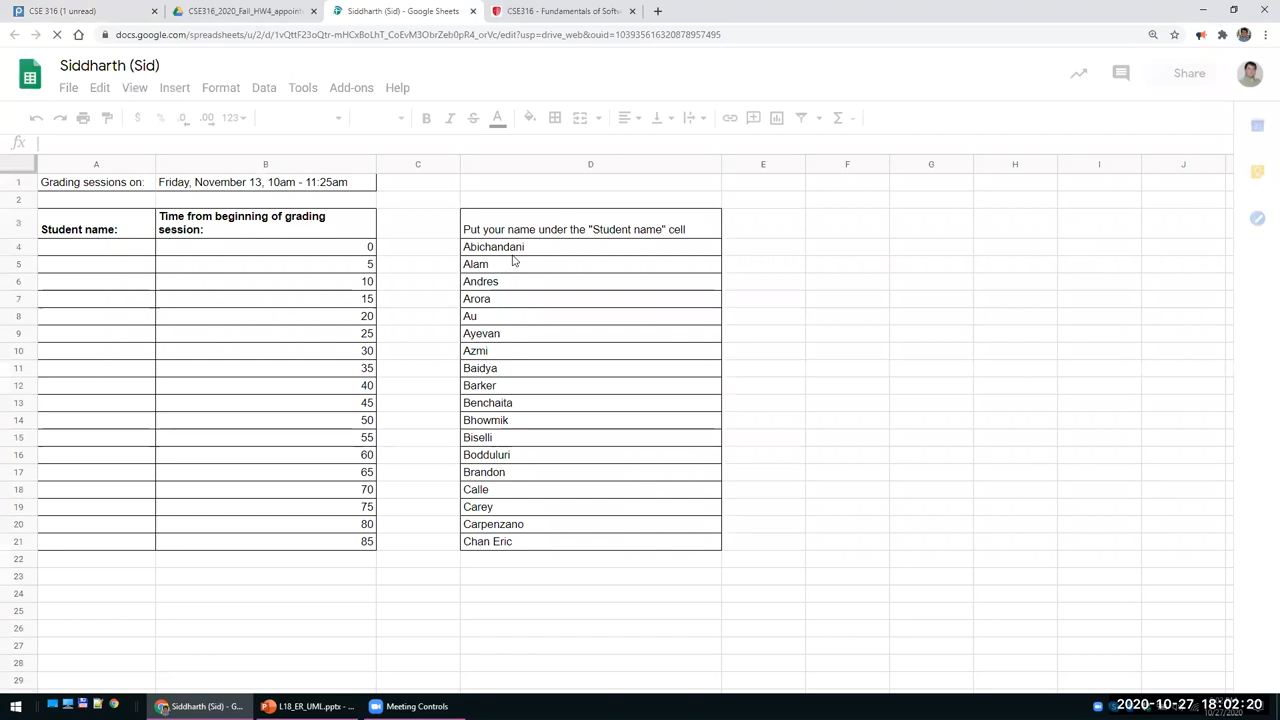 CSE 316 (1 unread)
CSE316_2020_Fall_HW4_appoint
Siddharth (Sid) - Google Sheets
CSE316 - Fundamentals of Softw
docs.google.com/spreadsheets/u/2/d/1vQttF23oQtr-mHCxBoLhT_CoEvM3ObrZeb0pR4_orVc/edit?usp=drive_web&ouid=103935616320878957495
Siddharth (Sid)
File Edit View Insert Format Data Tools Add-ons Help
Share
$ % .0 .00 123
B I S A
fx
A B C D E F G H I J
1 Grading sessions on: Friday, November 13, 10am - 11:25am
2
3 Student name: Time from beginning of grading session: Put your name under the "Student name" cell
4 0 Abichandani
5 5 Alam
6 10 Andres
7 15 Arora
8 20 Au
9 25 Ayevan
10 30 Azmi
11 35 Baidya
12 40 Barker
13 45 Benchaita
14 50 Bhowmik
15 55 Biselli
16 60 Bodduluri
17 65 Brandon
18 70 Calle
19 75 Carey
20 80 Carpenzano
21 85 Chan Eric
22
23
24
25
26
27
28
29
Siddharth (Sid) - G...
L18_ER_UML.pptx - ...
Meeting Controls
2020-10-27 18:02:20